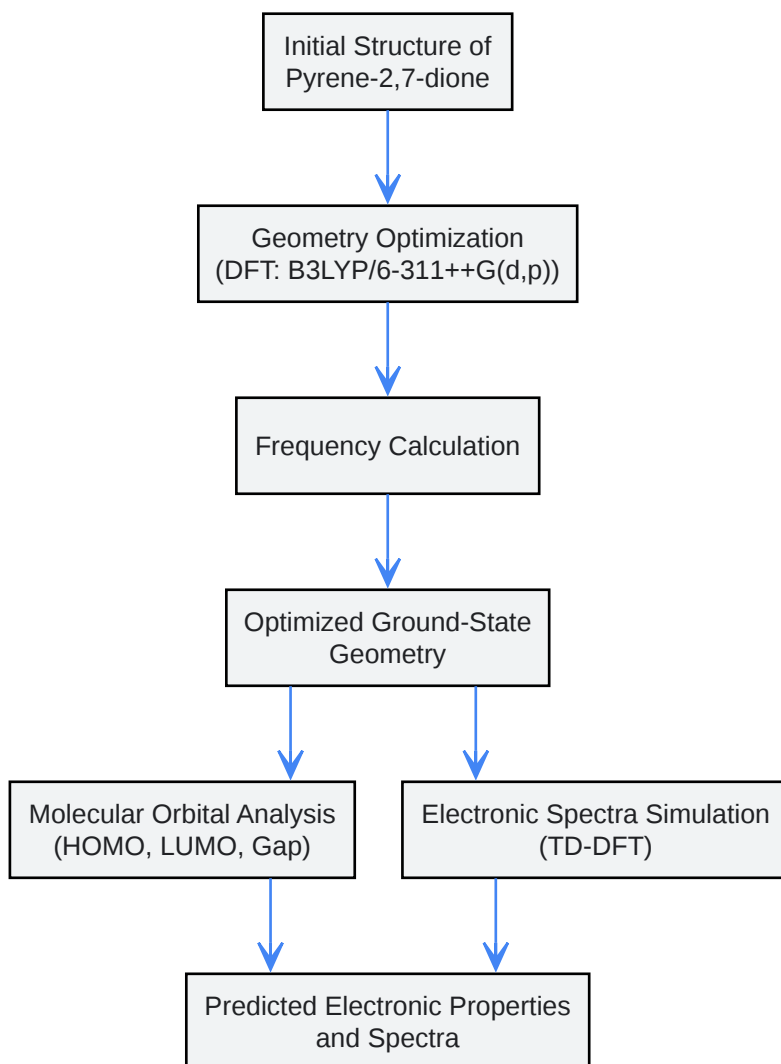 Initial Structure of
Pyrene-2,7-dione
Geometry Optimization
(DFT: B3LYP/6-311++G(d,p))
Frequency Calculation
Optimized Ground-State
Geometry
Molecular Orbital Analysis
(HOMO, LUMO, Gap)
Electronic Spectra Simulation
(TD-DFT)
Predicted Electronic Properties
and Spectra